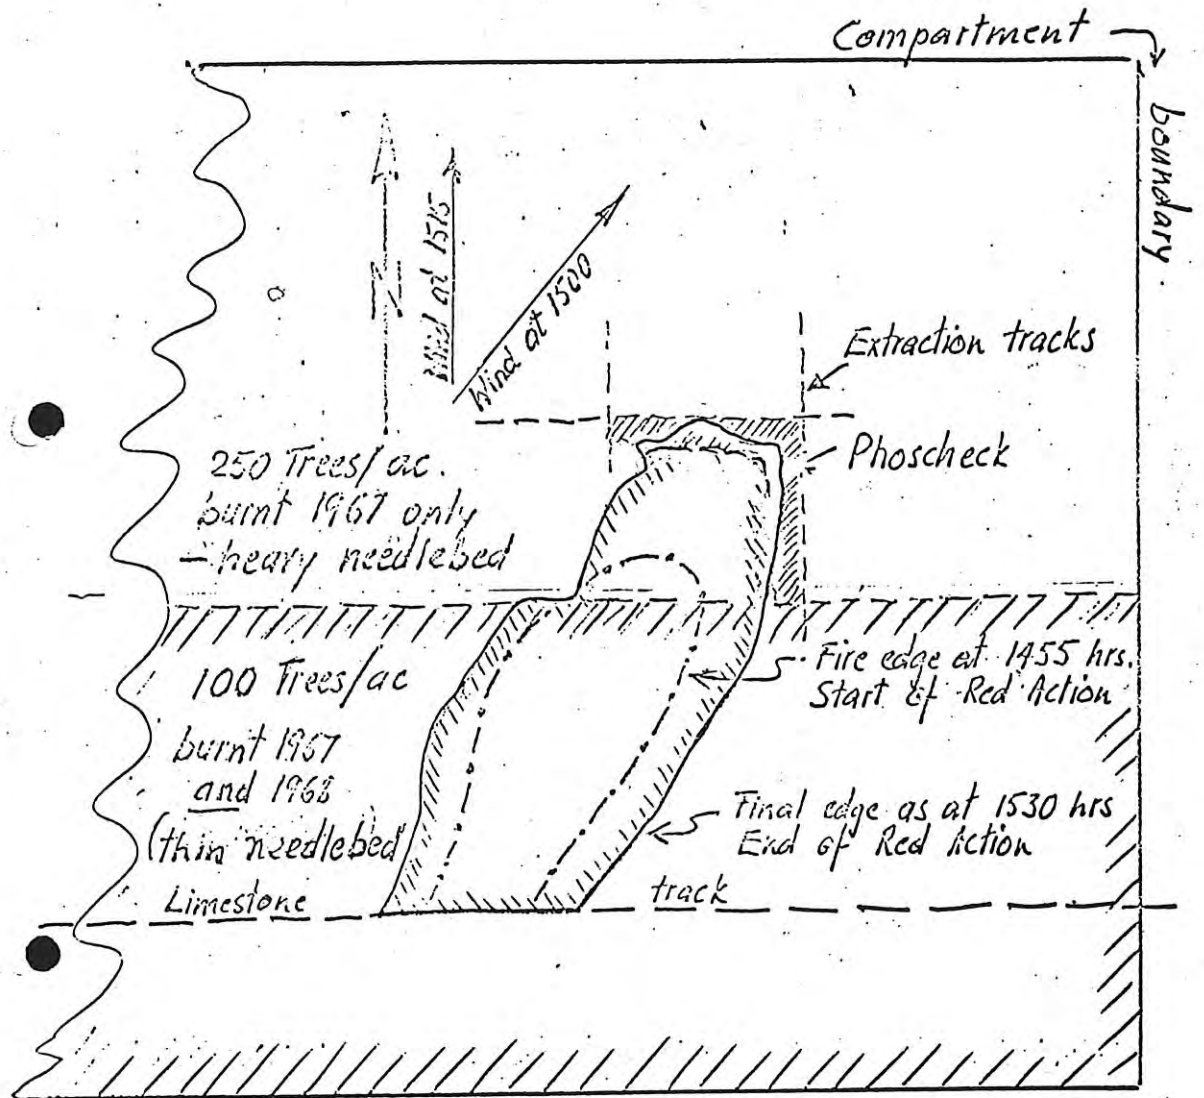 Compartment
boundary.
N
Wind at 1515
Wind at 1500
Extraction tracks
Phoscheck
250 Trees/ac.
burnt 1967 only
- heavy needlebed
100 Trees/ac
burnt 1967
and 1968
(thin needlebed
Fire edge at 1455 hrs.
Start of Red Action
Final edge as at 1530 hrs
End of Red Action
Limestone track